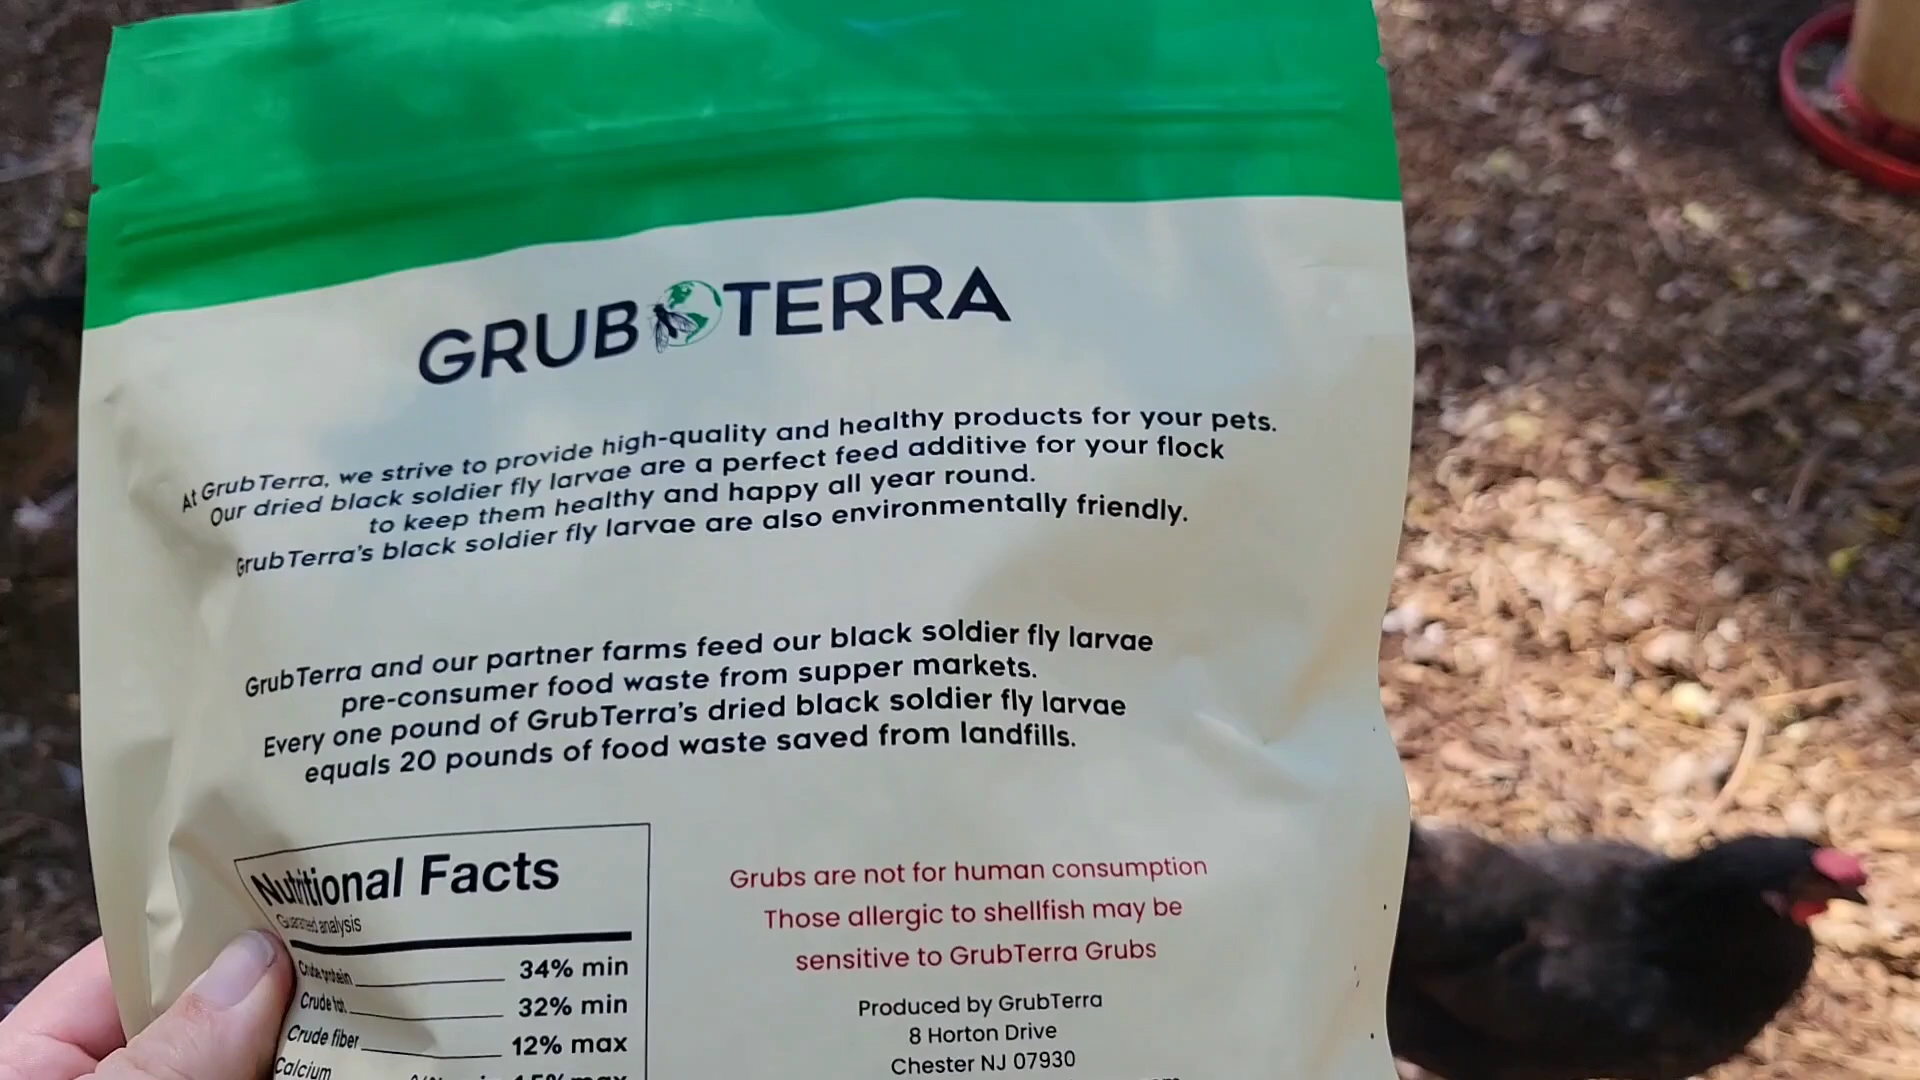 GRUB TERRA
At GrubTerra, we strive to provide high-quality and healthy products for your pets.
Our dried black soldier fly larvae are a perfect feed additive for your flock
to keep them healthy and happy all year round.
GrubTerra's black soldier fly larvae are also environmentally friendly.
GrubTerra and our partner farms feed our black soldier fly larvae
pre-consumer food waste from supper markets.
Every one pound of GrubTerra's dried black soldier fly larvae
equals 20 pounds of food waste saved from landfills.
Nutritional Facts
analysis
Crude protein 34% min
Crude fat 32% min
Crude fiber 12% max
Calcium
Grubs are not for human consumption
Those allergic to shellfish may be
sensitive to GrubTerra Grubs
Produced by GrubTerra
8 Horton Drive
Chester NJ 07930